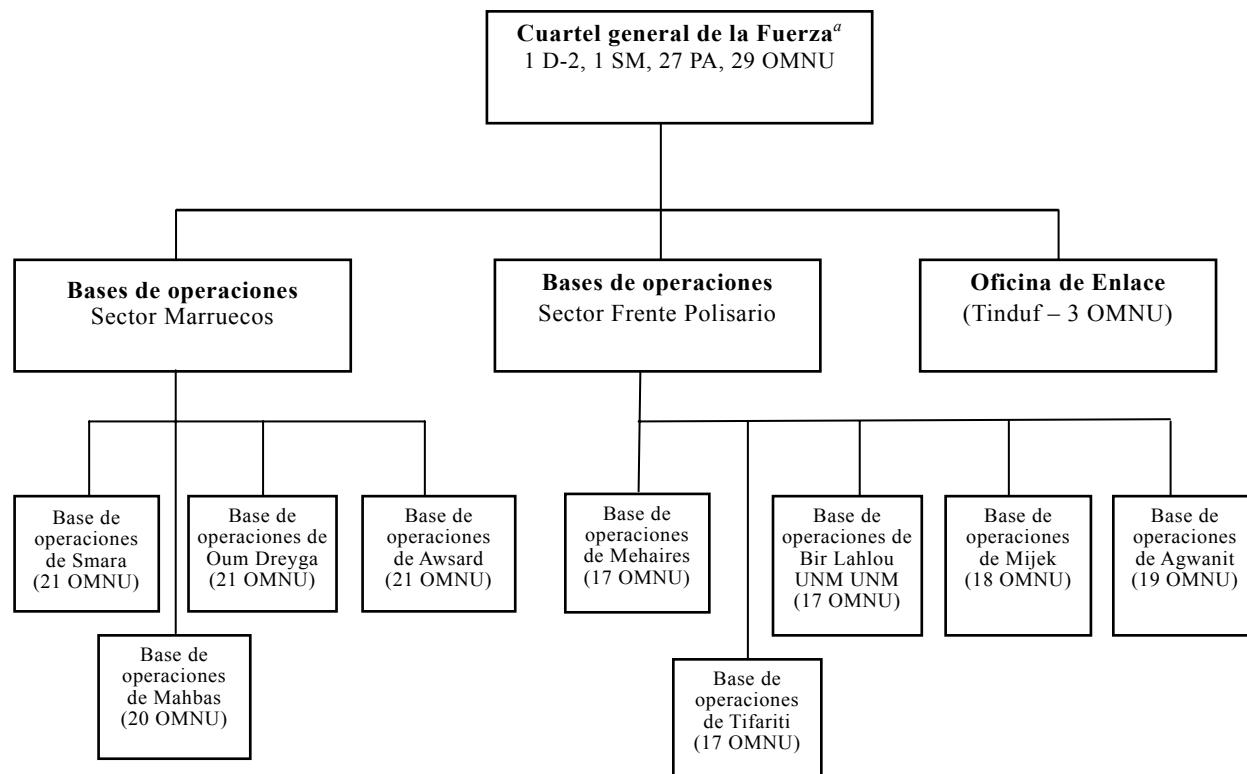 Cuartel general de la Fuerzaᵃ
1 D-2, 1 SM, 27 PA, 29 OMNU
Bases de operaciones
Sector Marruecos
Bases de operaciones
Sector Frente Polisario
Oficina de Enlace
(Tinduf – 3 OMNU)
Base de
operaciones
de Smara
(21 OMNU)
Base de
operaciones de
Oum Dreyga
(21 OMNU)
Base de
operaciones
de Awsard
(21 OMNU)
Base de
operaciones
de Mehaires
(17 OMNU)
Base de
operaciones de
Bir Lahlou
UNM UNM
(17 OMNU)
Base de
operaciones
de Mijek
(18 OMNU)
Base de
operaciones
de Agwanit
(19 OMNU)
Base de
operaciones
de Mahbas
(20 OMNU)
Base de
operaciones
de Tifariti
(17 OMNU)